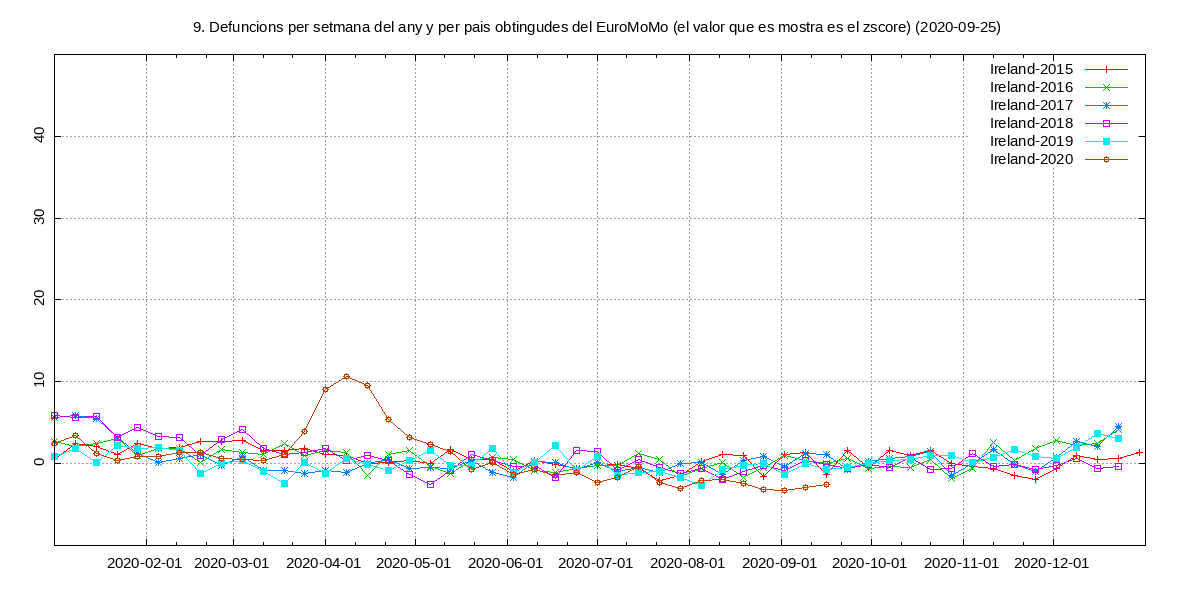 9. Defuncions per setmana del any y per pais obtingudes del EuroMoMo (el valor que es mostra es el zscore) (2020-09-25)
Ireland-2015
Ireland-2016
Ireland-2017
Ireland-2018
Ireland-2019
Ireland-2020
40
30
20
10
0
2020-02-01 2020-03-01 2020-04-01 2020-05-01 2020-06-01 2020-07-01 2020-08-01 2020-09-01 2020-10-01 2020-11-01 2020-12-01